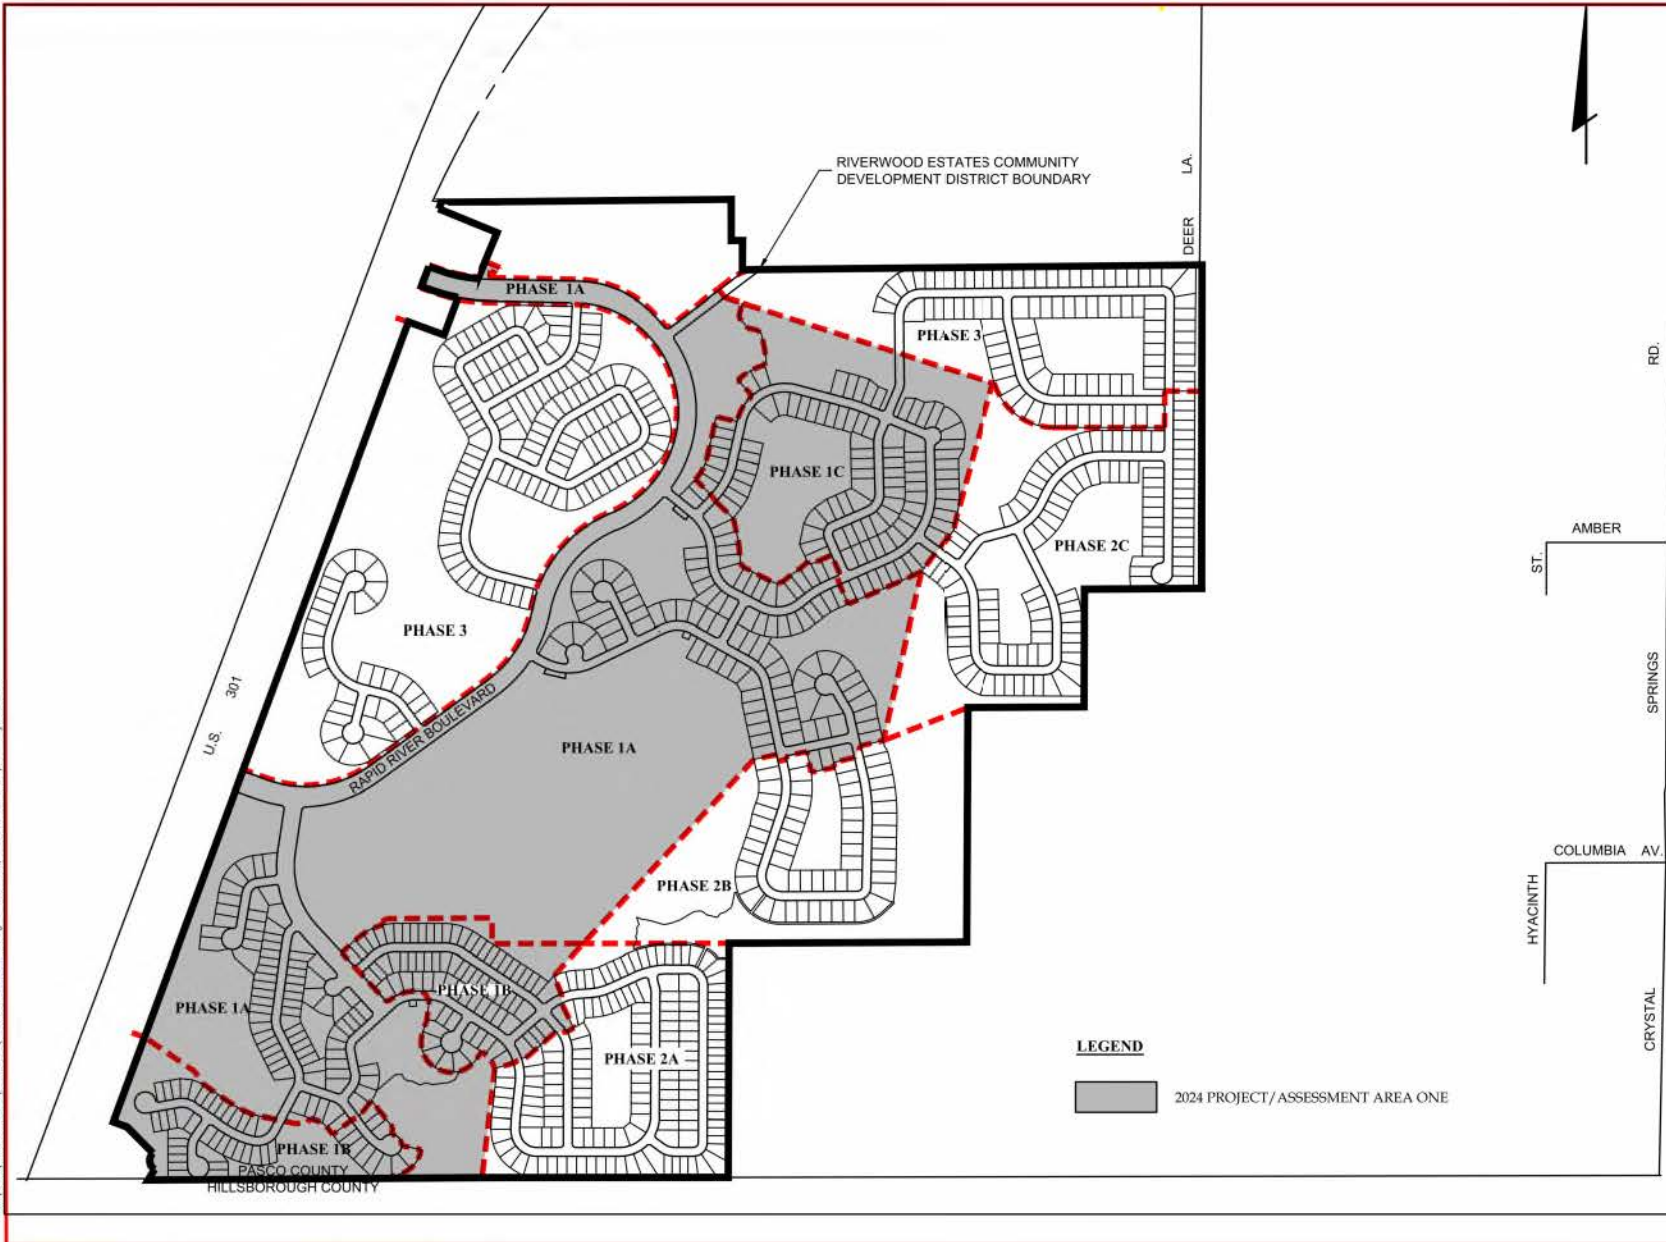 RIVERWOOD ESTATES COMMUNITY
DEVELOPMENT DISTRICT BOUNDARY
DEER LA.
PHASE 1A
PHASE 3
RD.
PHASE 1C
AMBER
ST.
PHASE 2C
PHASE 3
U.S. 301
RAPID RIVER BOULEVARD
SPRINGS
PHASE 1A
COLUMBIA AV.
PHASE 2B
HYACINTH
PHASE 1B
PHASE 1A
CRYSTAL
PHASE 2A
LEGEND
2024 PROJECT/ASSESSMENT AREA ONE
PHASE 1B
PASCO COUNTY
HILLSBOROUGH COUNTY